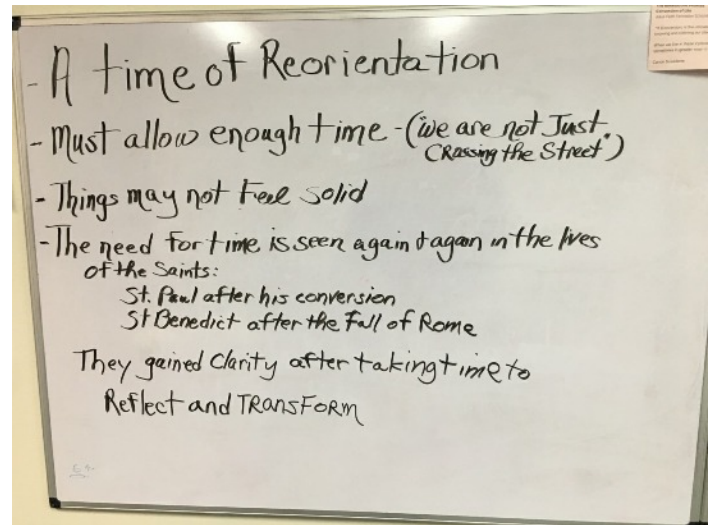 - A time of Reorientation
- Must allow enough time - ("we are not Just
Crossing the Street")
- Things may not Feel solid
- The need for time is seen again & again in the lives
of the Saints:
St. Paul after his conversion
St Benedict after the Fall of Rome
They gained Clarity after taking time to
Reflect and TRANSFORM